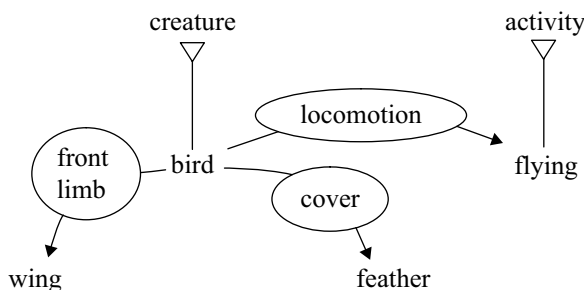 creature
activity
locomotion
front
limb
bird
flying
cover
wing
feather